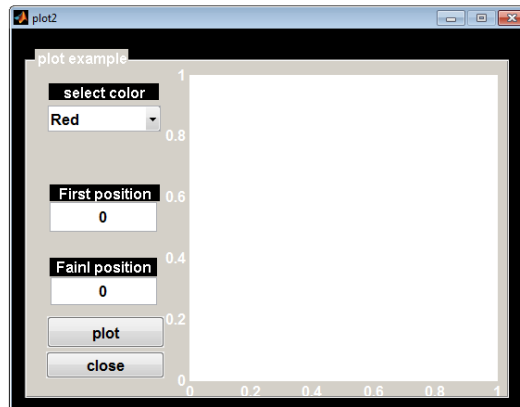 plot2
plot example
select color
Red
First position
0
Fainl position
0
plot
close
1
0.8
0.6
0.4
0.2
0
0 0.2 0.4 0.6 0.8 1